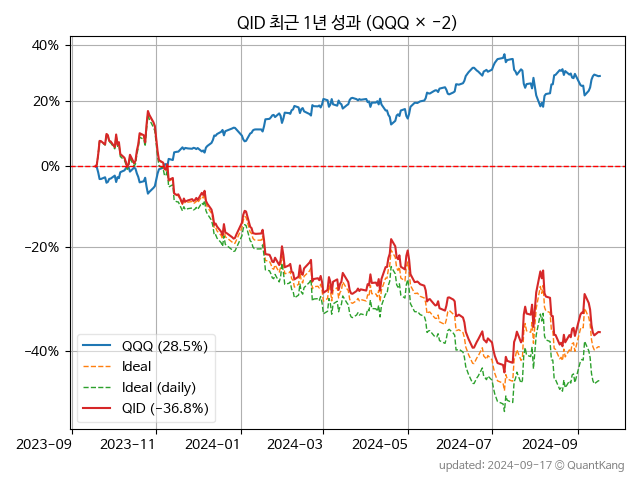 QID 최근 1년 성과 (QQQ × −2)
40%
20%
0%
−20%
−40%
QQQ (28.5%)
Ideal
Ideal (daily)
QID (−36.8%)
2023−09
2023−11
2024−01
2024−03
2024−05
2024−07
2024−09
updated: 2024−09−17 © QuantKang